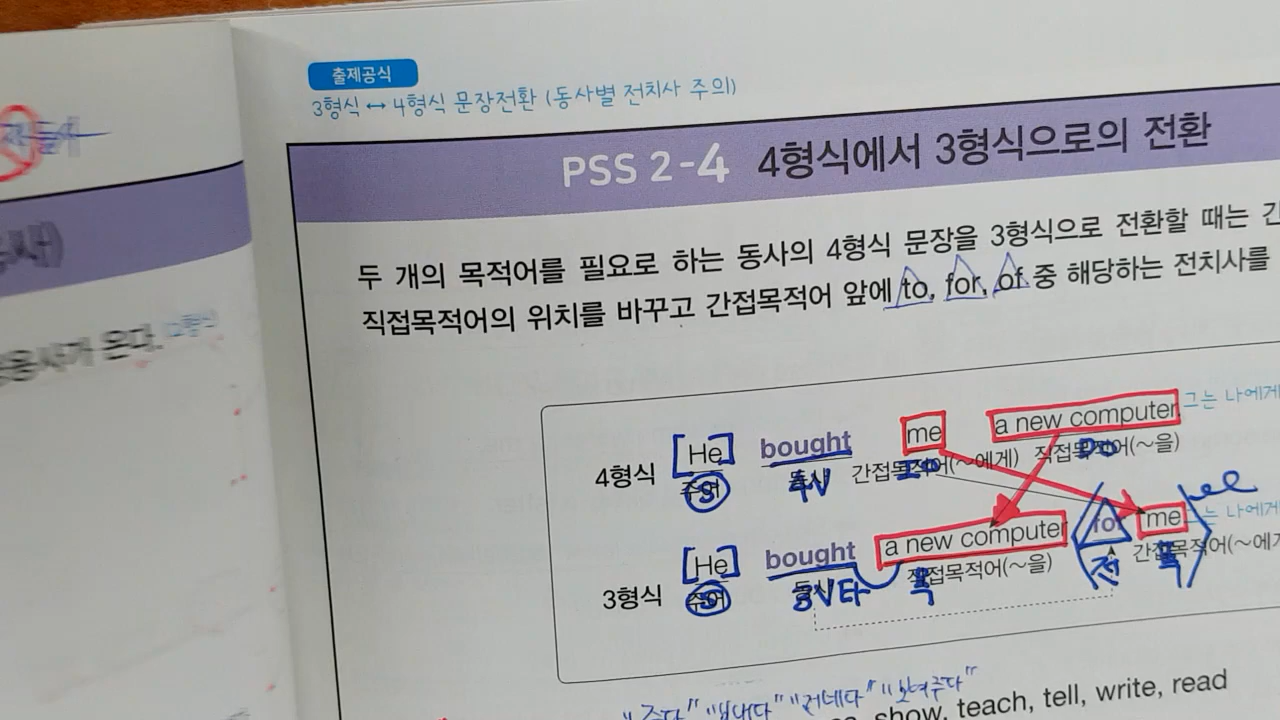 출제공식
3형식 ↔ 4형식 문장전환 (동사별 전치사 주의)
PSS 2-4 4형식에서 3형식으로의 전환
두 개의 목적어를 필요로 하는 동사의 4형식 문장을 3형식으로 전환할 때는
직접목적어의 위치를 바꾸고 간접목적어 앞에 to, for, of 중 해당하는 전치사를
온다. 2형식
4형식 [He] bought me a new computer 그는 나에게
주어 동사 간접목적어(~에게) 직접목적어(~을)
S 4V IO DO
3형식 [He] bought a new computer for me 나에게
주어 동사 직접목적어(~을) 간접목적어
S 3V타 목 전 목
"주다" "보내다" "건네다" "보여주다"
show, teach, tell, write, read